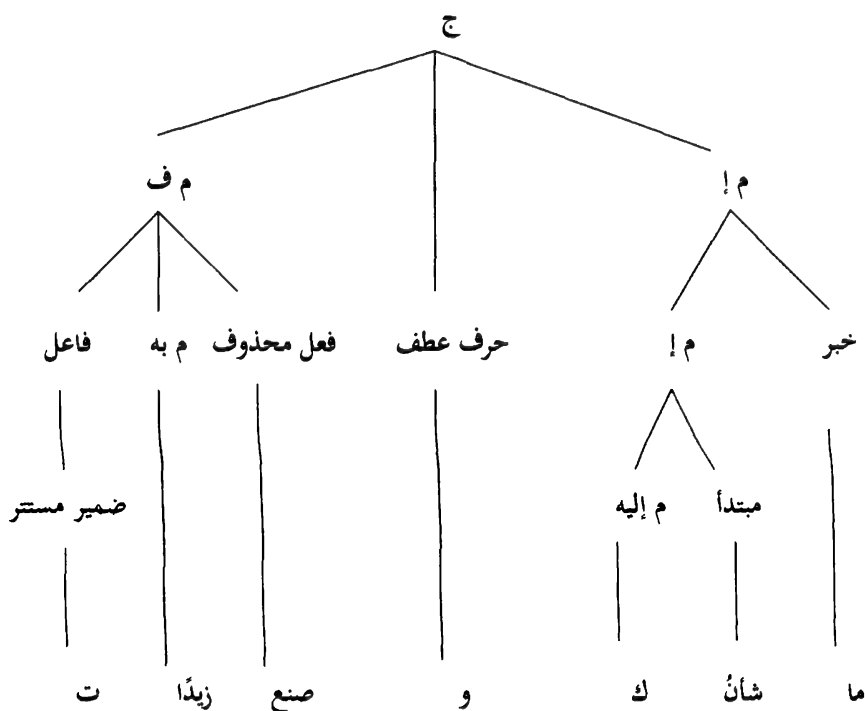 ج
م إ م ف
خبر م إ حرف عطف فعل محذوف م به فاعل
مبتدأ م إليه ضمير مستتر
ما شأنُ ك و صنع زيدًا ت